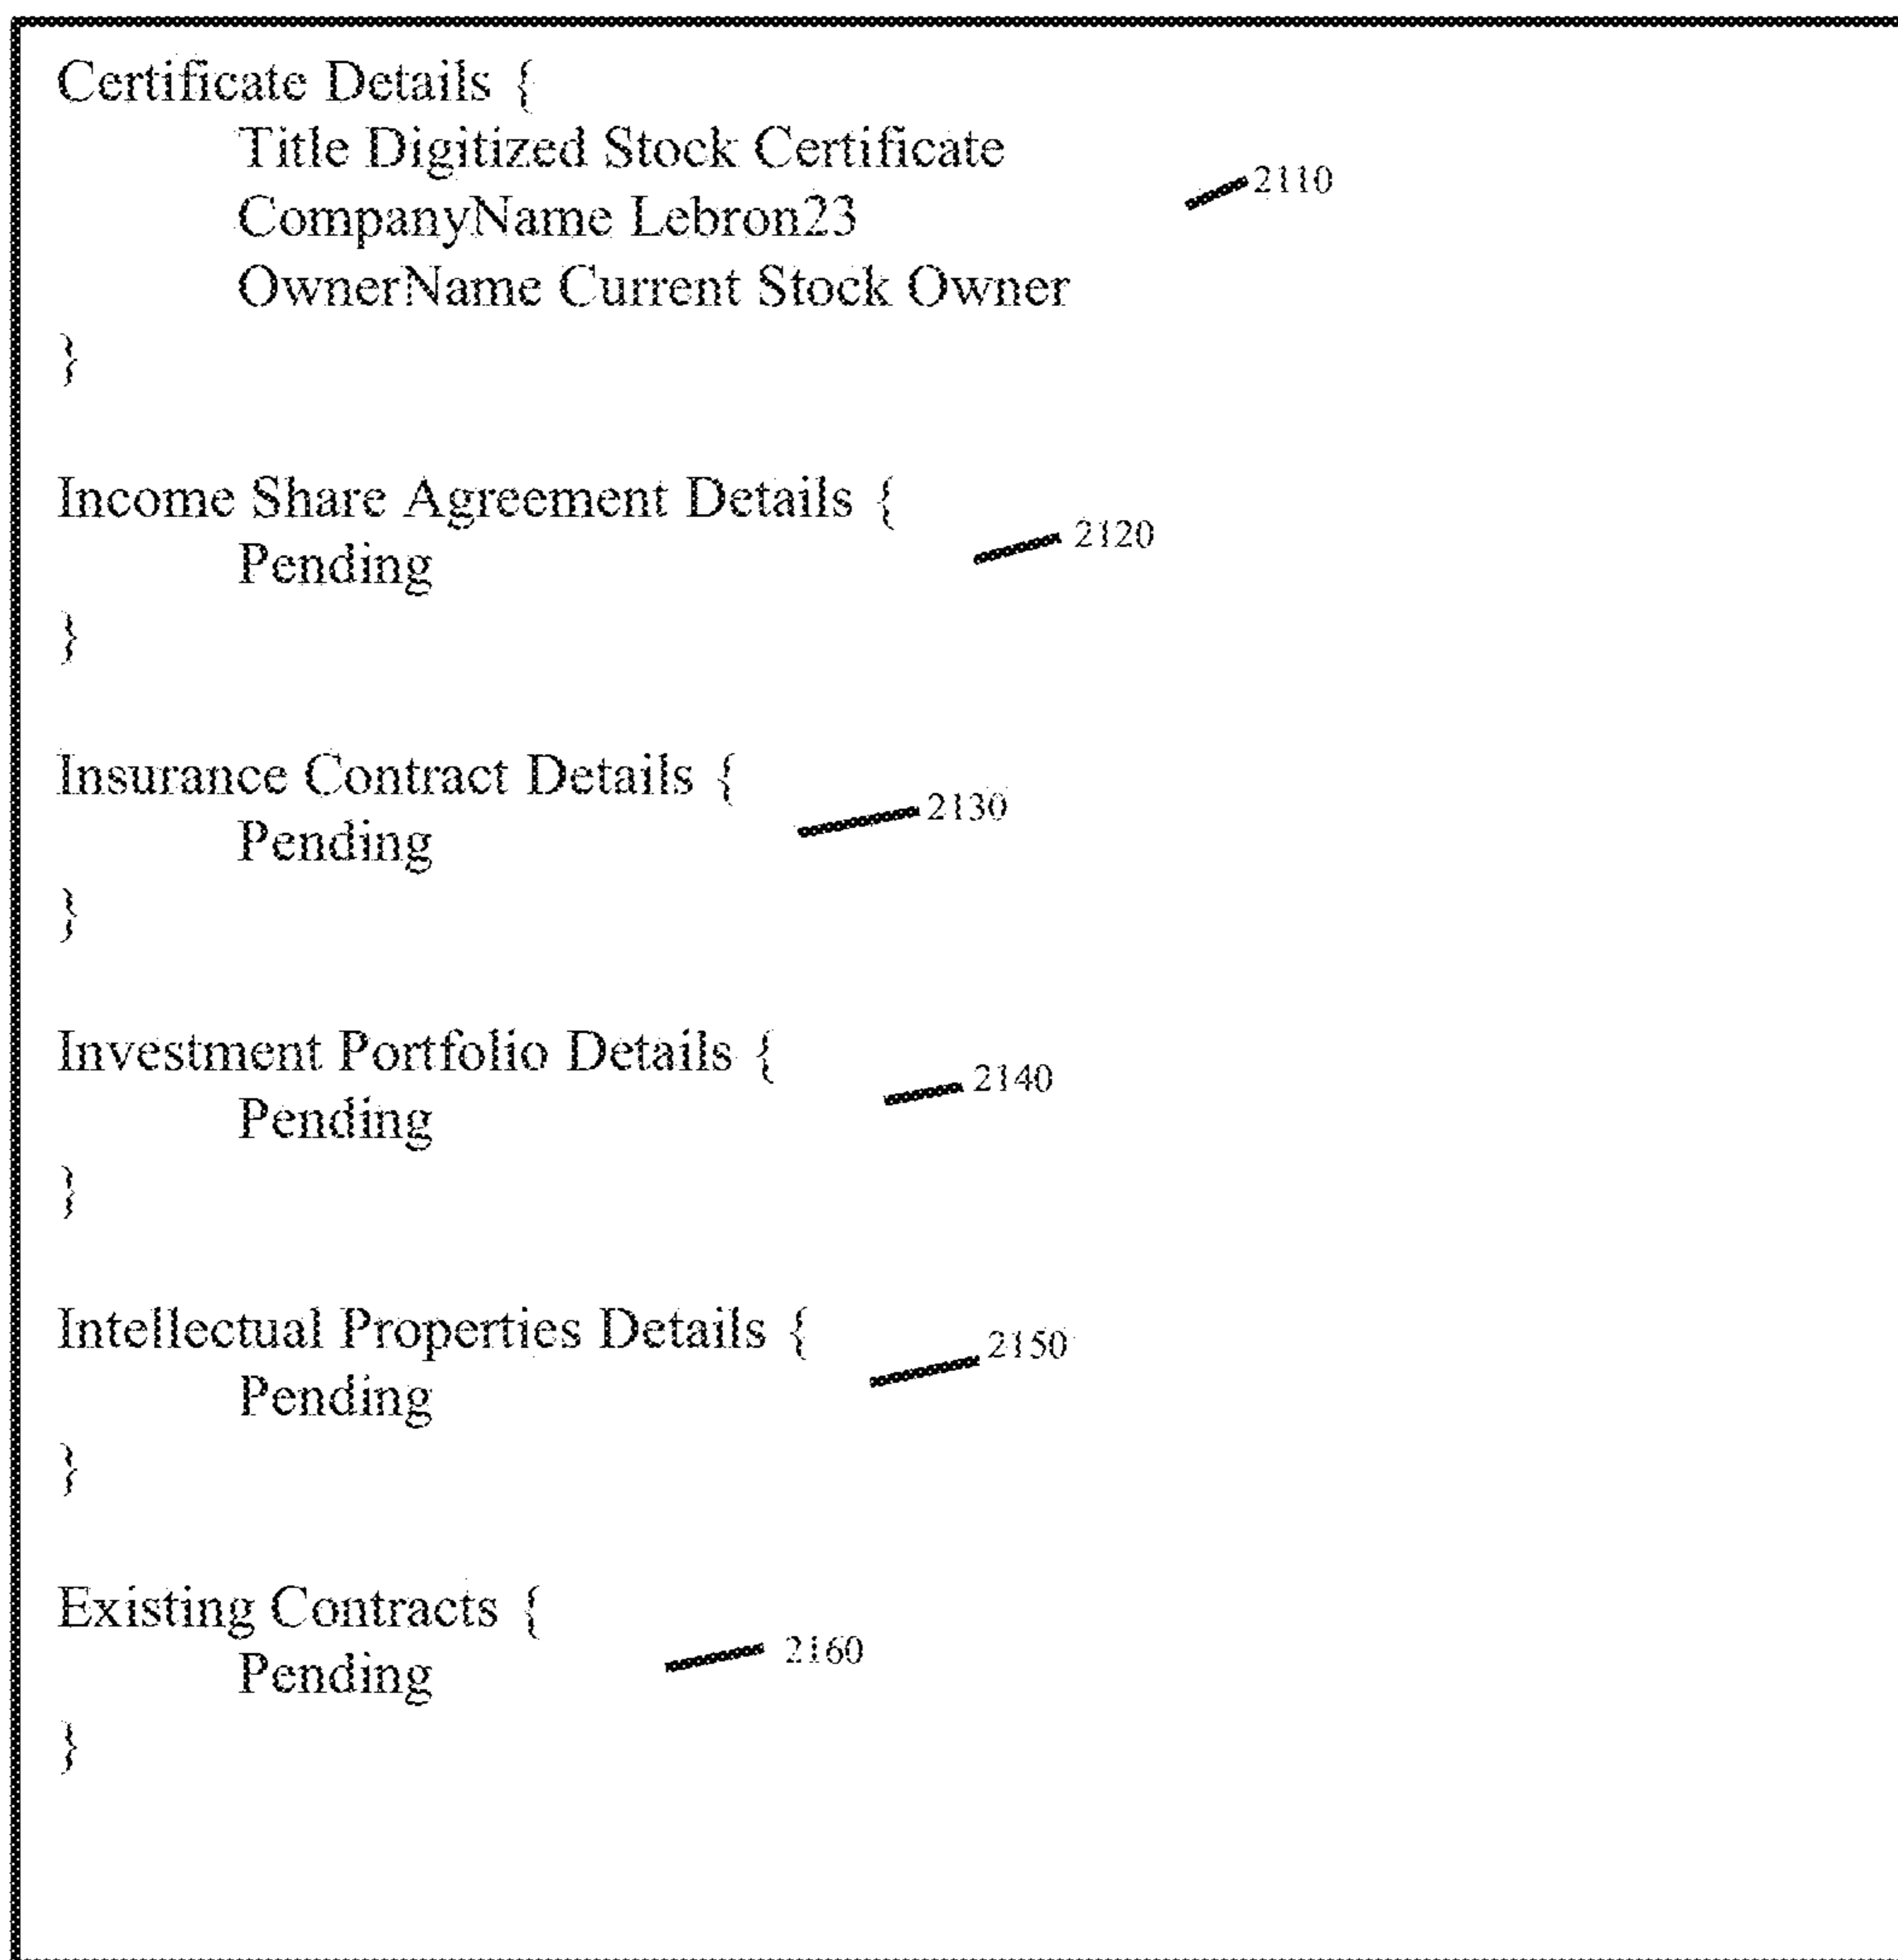 Certificate Details {
Title Digitized Stock Certificate
2110
CompanyName Lebron23
OwnerName Current Stock Owner
}
Income Share Agreement Details {
2120
Pending
}
Insurance Contract Details {
2130
Pending
}
Investment Portfolio Details {
2140
Pending
}
Intellectual Properties Details {
2150
Pending
}
Existing Contracts {
2160
Pending
}